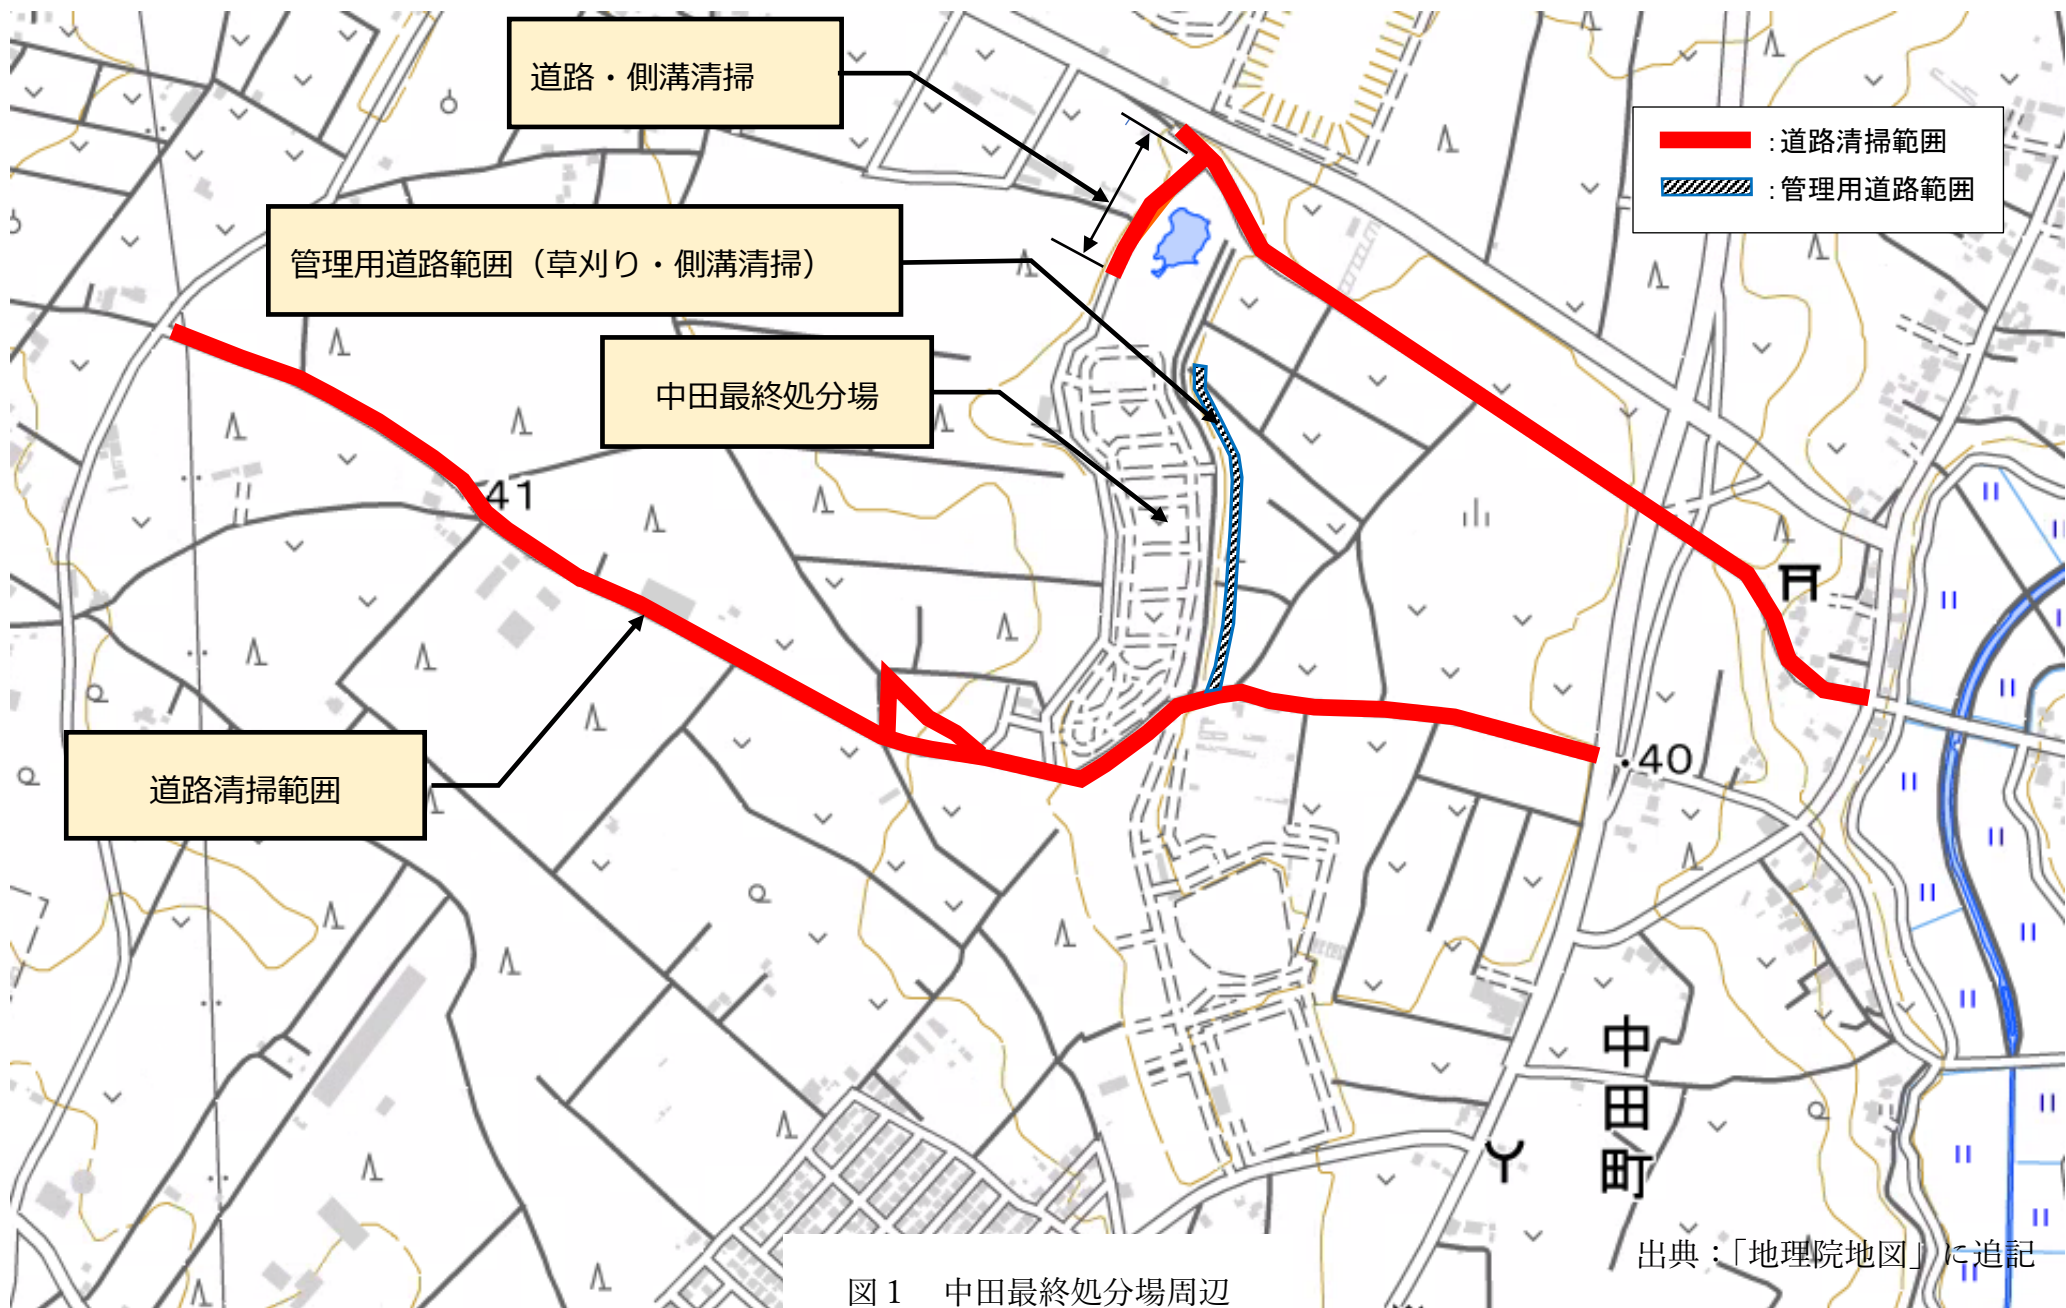 道路・側溝清掃
：道路清掃範囲
：管理用道路範囲
管理用道路範囲（草刈り・側溝清掃）
中田最終処分場
41
道路清掃範囲
・40
中田町
出典：「地理院地図」に追記
図１　中田最終処分場周辺